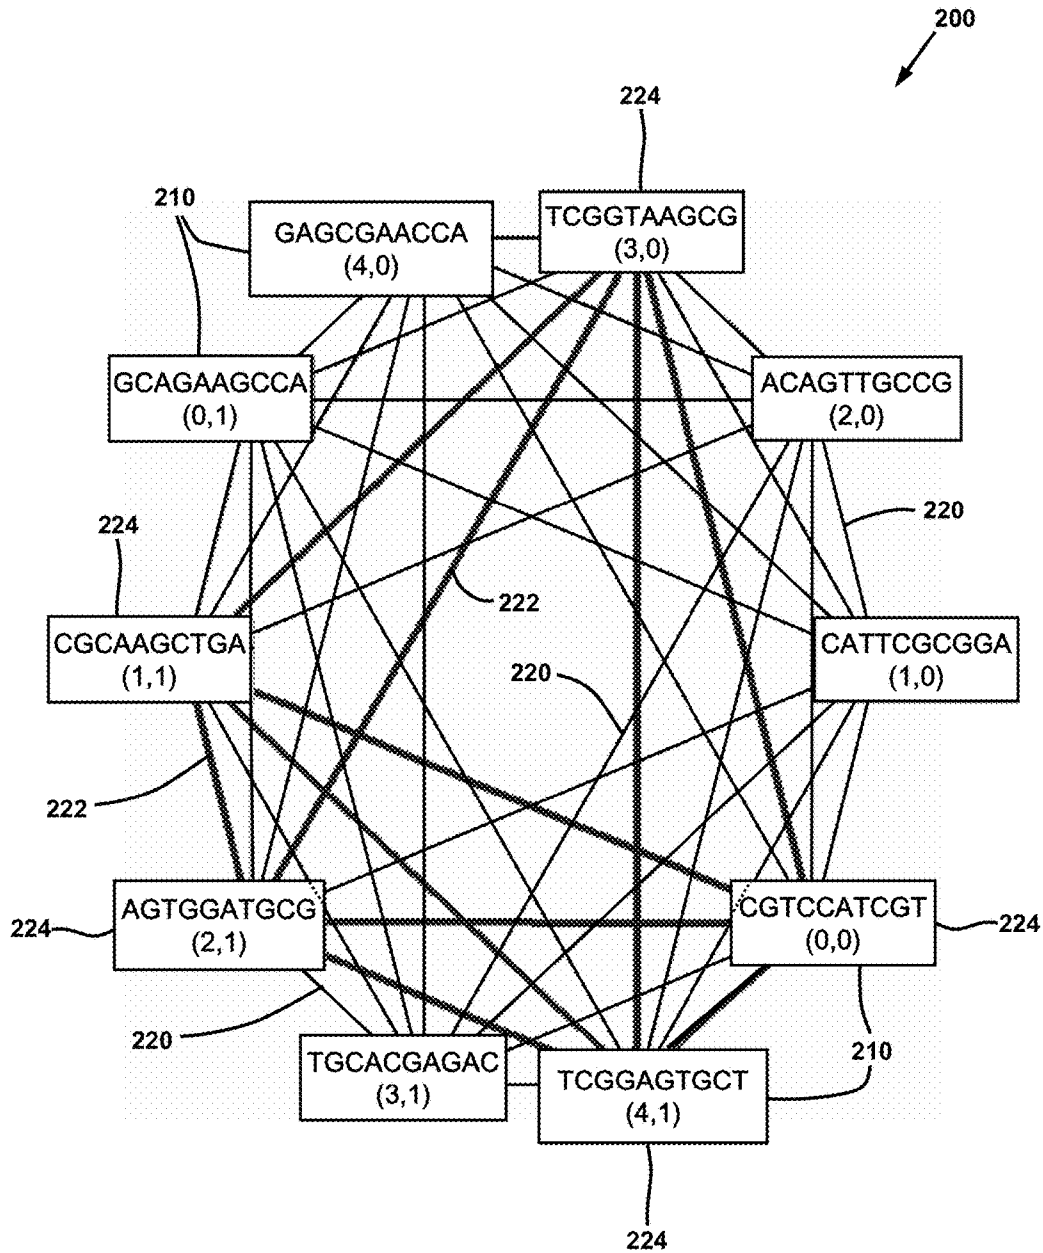 200
224
210
GAGCGAACCA
(4,0)
TCGGTAAGCG
(3,0)
GCAGAAGCCA
(0,1)
ACAGTTGCCG
(2,0)
224
220
222
CGCAAGCTGA
(1,1)
220
CATTCGCGGA
(1,0)
222
AGTGGATGCG
(2,1)
CGTCCATCGT
(0,0)
224
224
220
TGCACGAGAC
(3,1)
TCGGAGTGCT
(4,1)
210
224